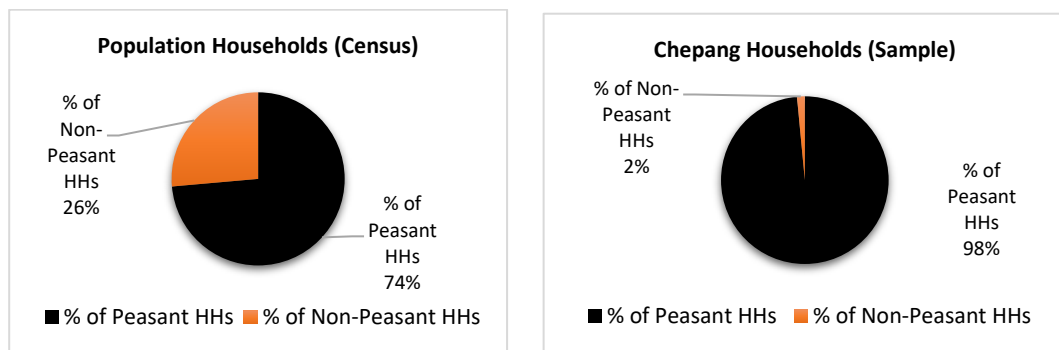 Population Households (Census)
% of
Non-
Peasant
HHs
26%
% of
Peasant
HHs
74%
% of Peasant HHs % of Non-Peasant HHs
Chepang Households (Sample)
% of Non-
Peasant
HHs
2%
% of
Peasant
HHs
98%
% of Peasant HHs % of Non-Peasant HHs